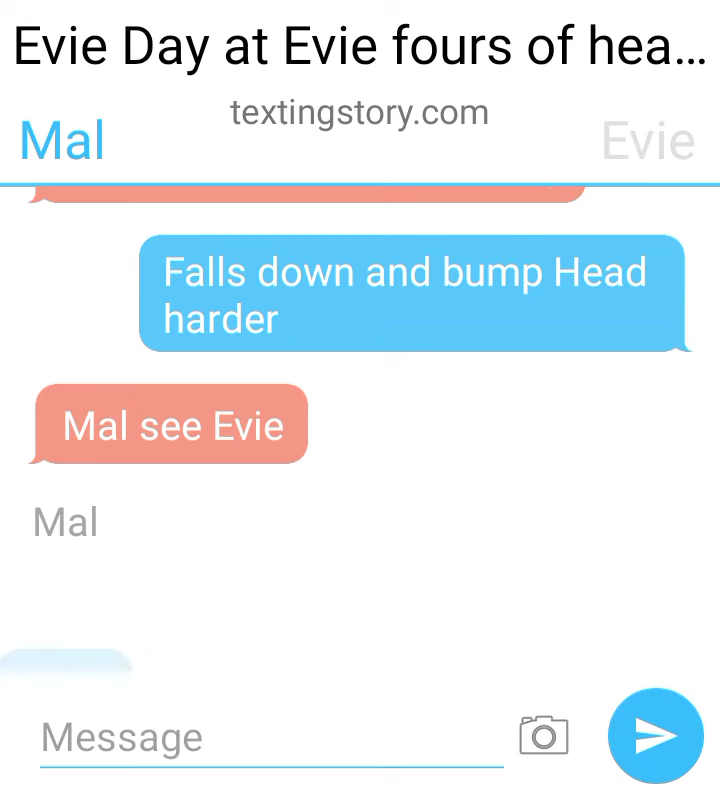 Evie Day at Evie fours of hea...
textingstory.com
Mal
Evie
Falls down and bump Head
harder
Mal see Evie
Mal
Message